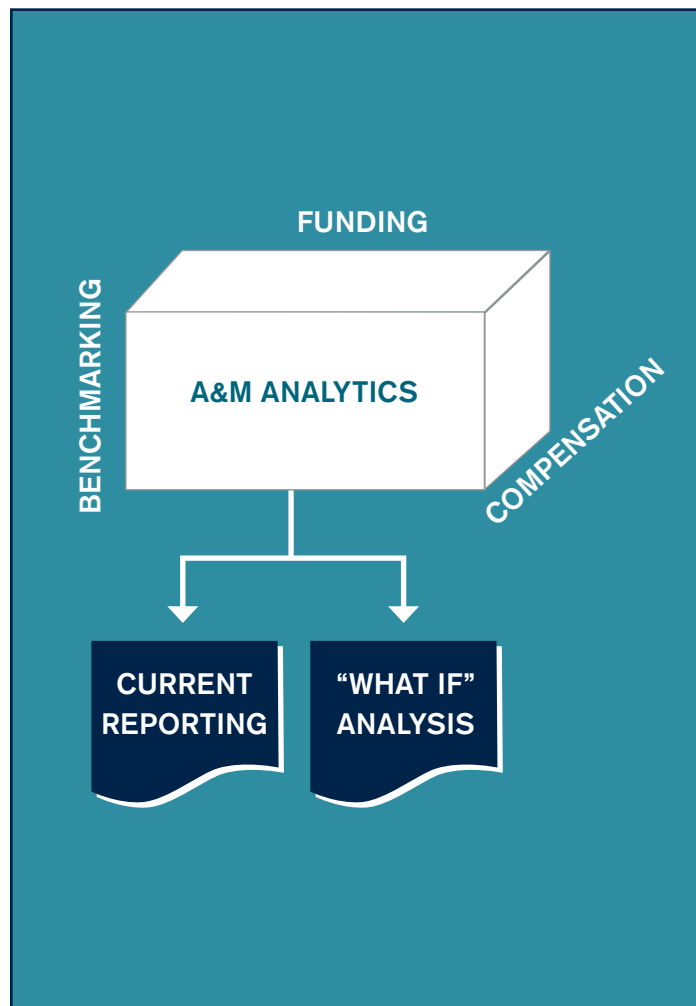 FUNDING
BENCHMARKING
A&M ANALYTICS
COMPENSATION
CURRENT
REPORTING
“WHAT IF”
ANALYSIS